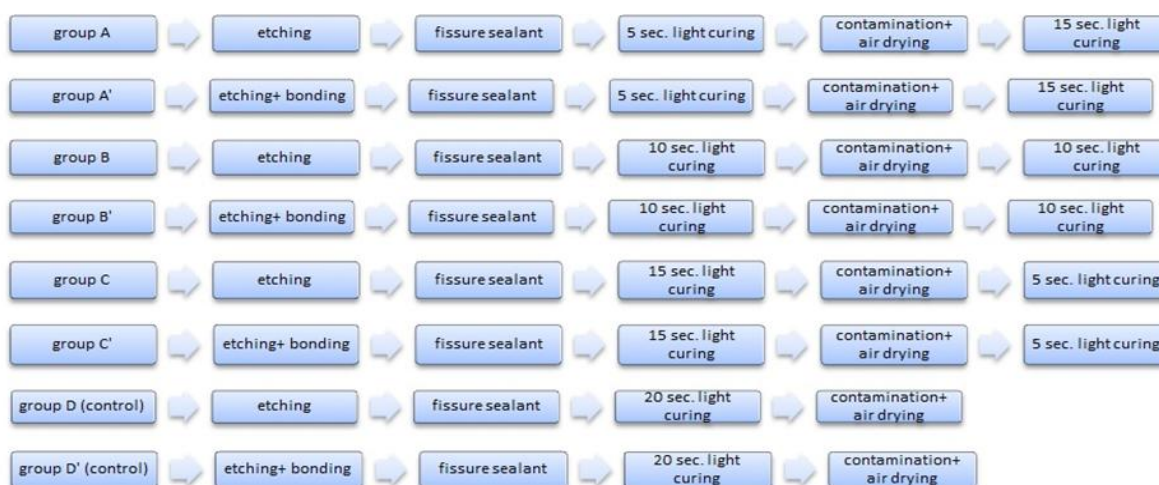 group A
etching
fissure sealant
5 sec. light curing
contamination+
air drying
15 sec. light
curing
group A'
etching+ bonding
fissure sealant
5 sec. light curing
contamination+
air drying
15 sec. light
curing
group B
etching
fissure sealant
10 sec. light
curing
contamination+
air drying
10 sec. light
curing
group B'
etching+ bonding
fissure sealant
10 sec. light
curing
contamination+
air drying
10 sec. light
curing
group C
etching
fissure sealant
15 sec. light
curing
contamination+
air drying
5 sec. light curing
group C'
etching+ bonding
fissure sealant
15 sec. light
curing
contamination+
air drying
5 sec. light curing
group D (control)
etching
fissure sealant
20 sec. light
curing
contamination+
air drying
group D' (control)
etching+ bonding
fissure sealant
20 sec. light
curing
contamination+
air drying